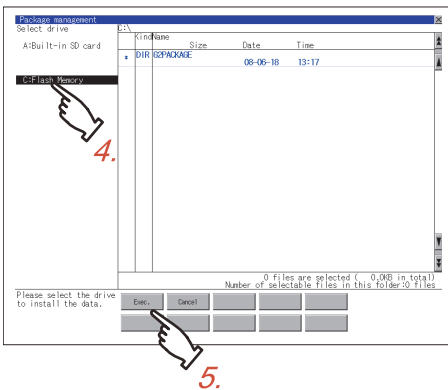 Package management
Select drive
C:\
Kind Name
Size Date Time
A:Built-in SD card
* DIR G2PACKAGE
08-06-18 13:17
C:Flash Memory
4.
0 files are selected ( 0.0KB in total)
Number of selectable files in this folder:0 files
Please select the drive
to install the data.
Exec. Cancel
5.